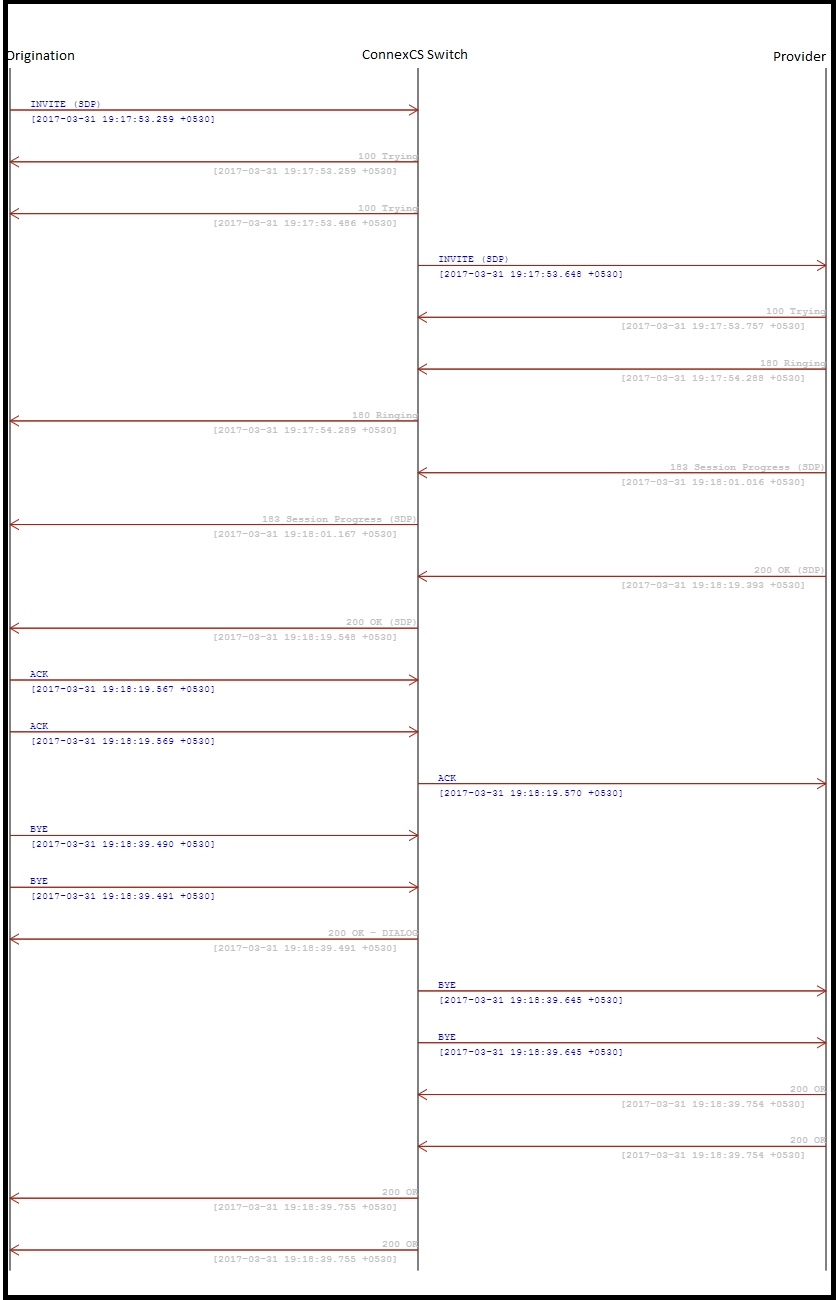 Origination
ConnexCS Switch
Provider
INVITE (SDP)
[2017-03-31 19:17:53.259 +0530]
100 Trying
[2017-03-31 19:17:53.259 +0530]
100 Trying
[2017-03-31 19:17:53.486 +0530]
INVITE (SDP)
[2017-03-31 19:17:53.648 +0530]
100 Trying
[2017-03-31 19:17:53.757 +0530]
180 Ringing
[2017-03-31 19:17:54.288 +0530]
180 Ringing
[2017-03-31 19:17:54.289 +0530]
183 Session Progress (SDP)
[2017-03-31 19:18:01.016 +0530]
183 Session Progress (SDP)
[2017-03-31 19:18:01.167 +0530]
200 OK (SDP)
[2017-03-31 19:18:19.393 +0530]
200 OK (SDP)
[2017-03-31 19:18:19.548 +0530]
ACK
[2017-03-31 19:18:19.567 +0530]
ACK
[2017-03-31 19:18:19.569 +0530]
ACK
[2017-03-31 19:18:19.570 +0530]
BYE
[2017-03-31 19:18:39.490 +0530]
BYE
[2017-03-31 19:18:39.491 +0530]
200 OK - DIALOG
[2017-03-31 19:18:39.491 +0530]
BYE
[2017-03-31 19:18:39.645 +0530]
BYE
[2017-03-31 19:18:39.645 +0530]
200 OK
[2017-03-31 19:18:39.754 +0530]
200 OK
[2017-03-31 19:18:39.754 +0530]
200 OK
[2017-03-31 19:18:39.755 +0530]
200 OK
[2017-03-31 19:18:39.755 +0530]